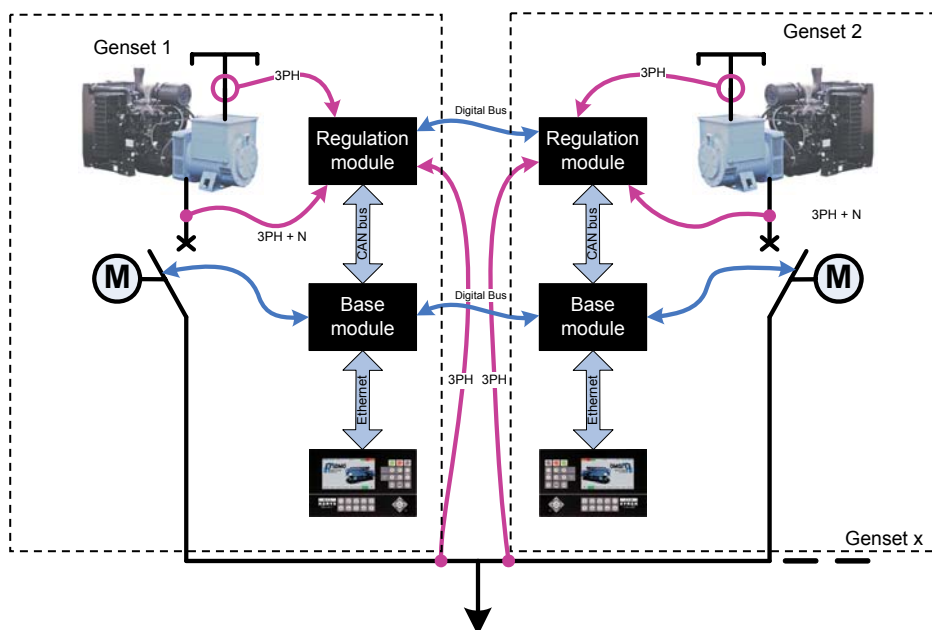 Genset 1
Genset 2
3PH
3PH
Digital Bus
Regulation
module
Regulation
module
3PH + N
CAN bus
CAN bus
3PH + N
M
M
Digital Bus
Base
module
Base
module
3PH
3PH
Ethernet
Ethernet
Genset x